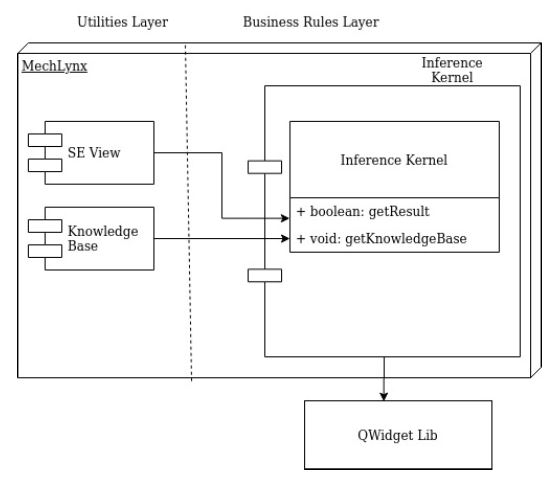 Utilities Layer
Business Rules Layer
MechLynx
Inference
Kernel
SE View
Inference Kernel
Knowledge
Base
+ boolean: getResult
+ void: getKnowledgeBase
QWidget Lib